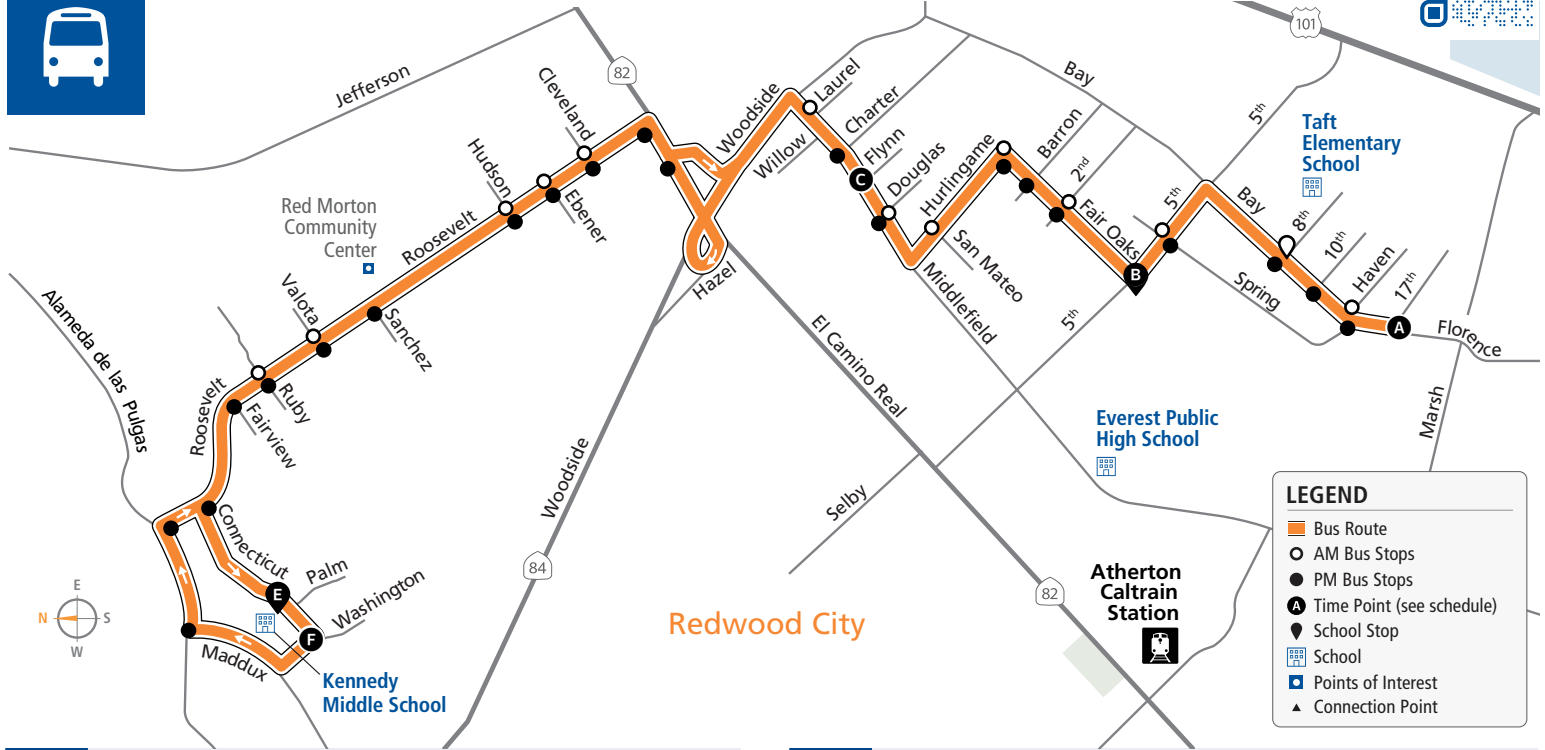 101
Jefferson
82
Cleveland
Woodside
Laurel
Charter
Bay
5th
Taft
Elementary
School
Hudson
Willow
Flynn
Barron
2nd
Red Morton
Community
Center
Roosevelt
Ebener
C
Douglas
Hurlingame
Fair Oaks
5th
Bay
8th
10th
Haven
17th
Valota
Sanchez
Hazel
Middlefield
San Mateo
B
Spring
A
Florence
Alameda de las Pulgas
Roosevelt
Ruby
Fairview
5th
El Camino Real
Everest Public
High School
Marsh
Woodside
Selby
Connecticut
Palm
Washington
E
F
84
82
Atherton
Caltrain
Station
Redwood City
Maddux
Kennedy
Middle School
E
N
S
W
LEGEND
Bus Route
AM Bus Stops
PM Bus Stops
A Time Point (see schedule)
School Stop
School
Points of Interest
Connection Point